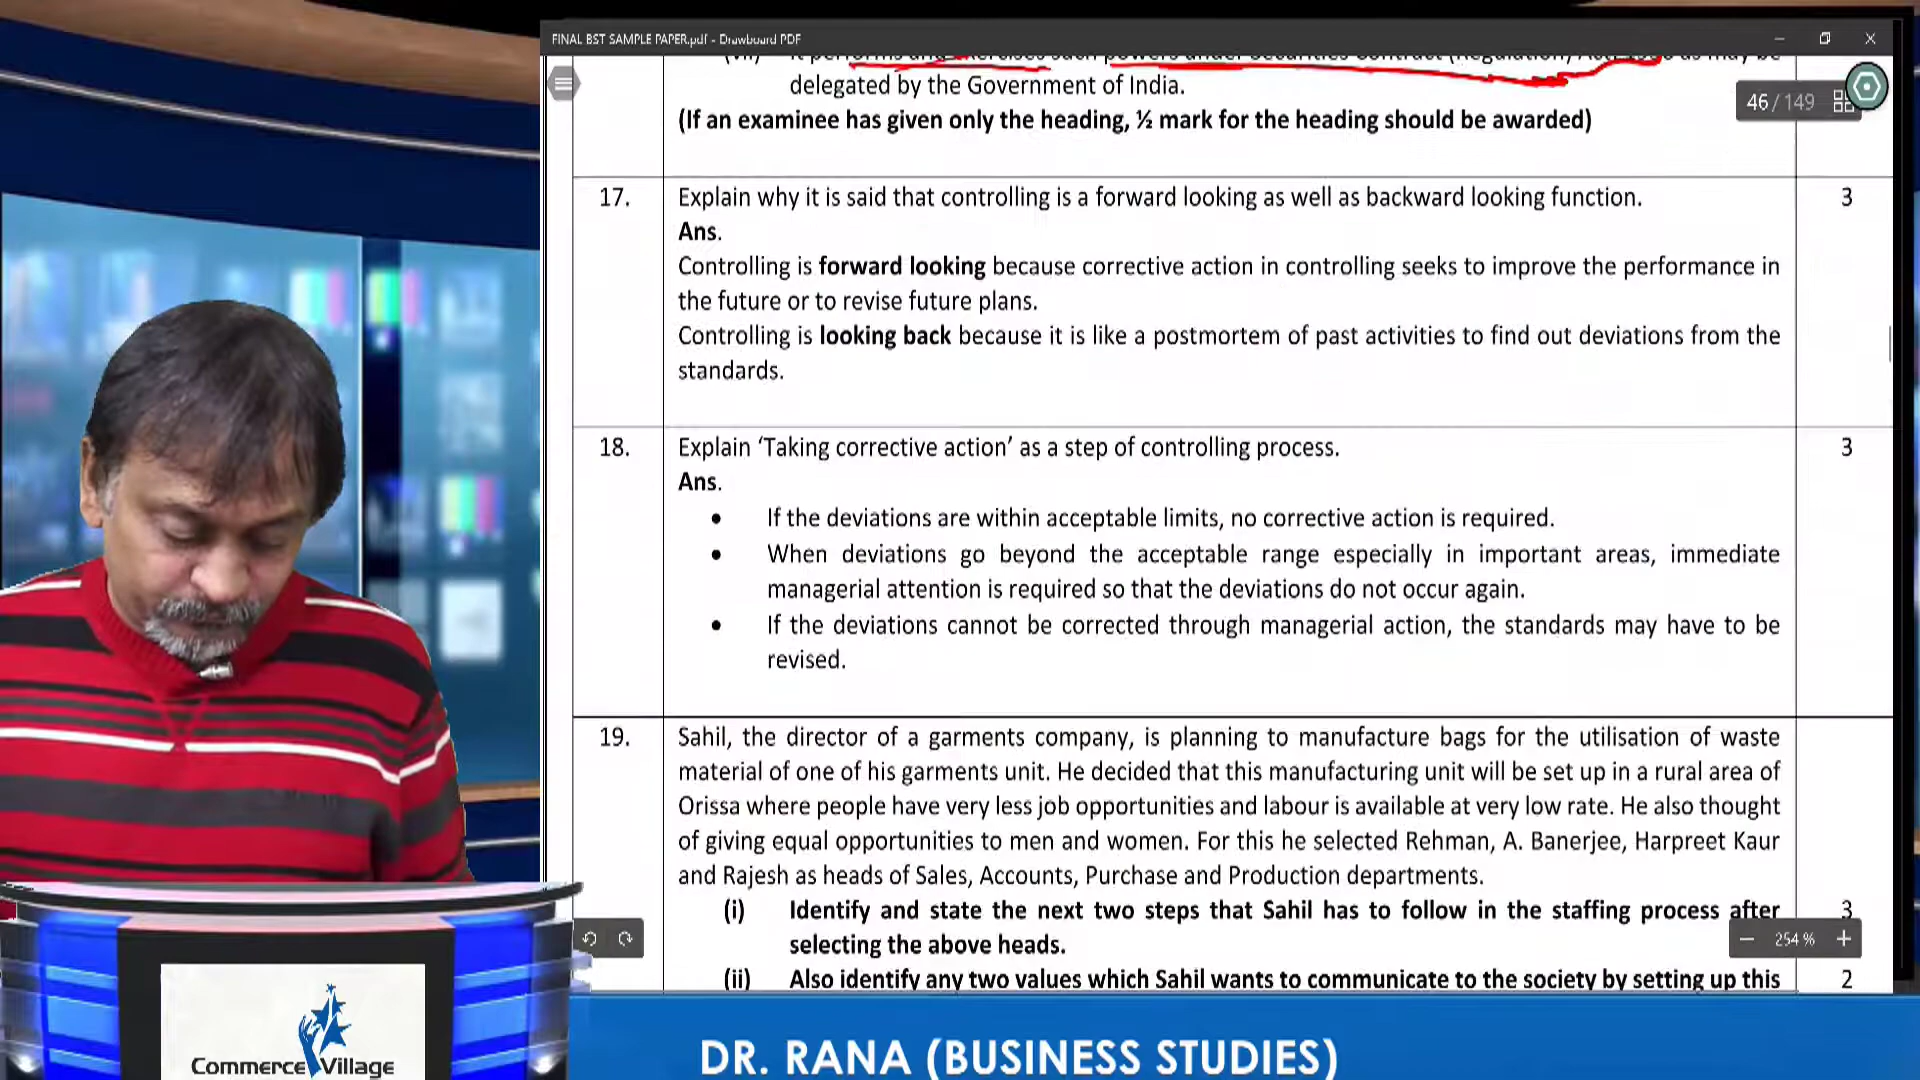 FINAL BST SAMPLE PAPER.pdf - Drawboard PDF
(vii) It performs and exercises such powers under Securities Contract (Regulation) Act, as may be
delegated by the Government of India.
46 / 149
(If an examinee has given only the heading, ½ mark for the heading should be awarded)
17. Explain why it is said that controlling is a forward looking as well as backward looking function. 3
Ans.
Controlling is forward looking because corrective action in controlling seeks to improve the performance in
the future or to revise future plans.
Controlling is looking back because it is like a postmortem of past activities to find out deviations from the
standards.
18. Explain ‘Taking corrective action’ as a step of controlling process. 3
Ans.
• If the deviations are within acceptable limits, no corrective action is required.
• When deviations go beyond the acceptable range especially in important areas, immediate
managerial attention is required so that the deviations do not occur again.
• If the deviations cannot be corrected through managerial action, the standards may have to be
revised.
19. Sahil, the director of a garments company, is planning to manufacture bags for the utilisation of waste
material of one of his garments unit. He decided that this manufacturing unit will be set up in a rural area of
Orissa where people have very less job opportunities and labour is available at very low rate. He also thought
of giving equal opportunities to men and women. For this he selected Rehman, A. Banerjee, Harpreet Kaur
and Rajesh as heads of Sales, Accounts, Purchase and Production departments.
(i) Identify and state the next two steps that Sahil has to follow in the staffing process after 3
selecting the above heads.
254 %
(ii) Also identify any two values which Sahil wants to communicate to the society by setting up this 2
Commerce Village
DR. RANA (BUSINESS STUDIES)